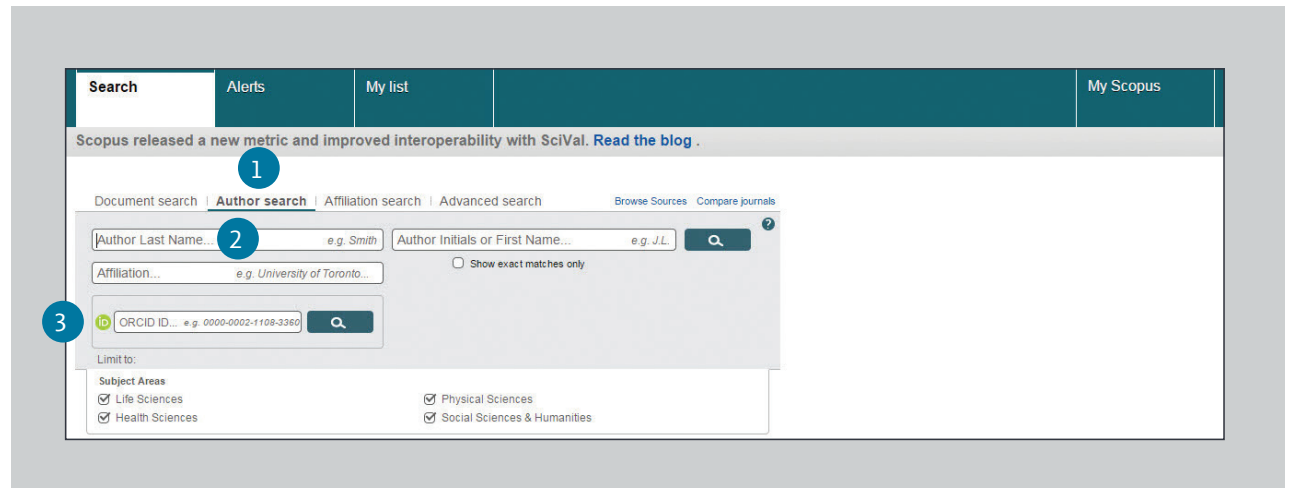 Search Alerts My list My Scopus
Scopus released a new metric and improved interoperability with SciVal. Read the blog .
1
Document search | Author search | Affiliation search | Advanced search Browse Sources Compare journals
?
Author Last Name... 2 e.g. Smith Author Initials or First Name... e.g. J.L.
Affiliation... e.g. University of Toronto... Show exact matches only
3 iD ORCID ID... e.g. 0000-0002-1108-3360
Limit to:
Subject Areas
Life Sciences Physical Sciences
Health Sciences Social Sciences & Humanities